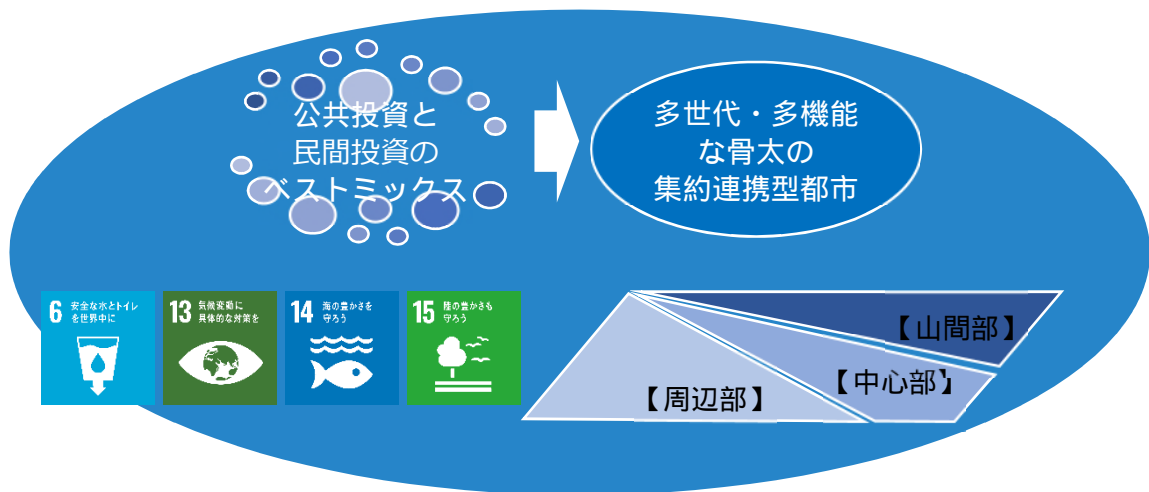 公共投資と
民間投資の
ベストミックス
多世代・多機能
な骨太の
集約連携型都市
6 安全な水とトイレ
を世界中に
13 気候変動に
具体的な対策を
14 海の豊かさを
守ろう
15 陸の豊かさも
守ろう
【山間部】
【中心部】
【周辺部】